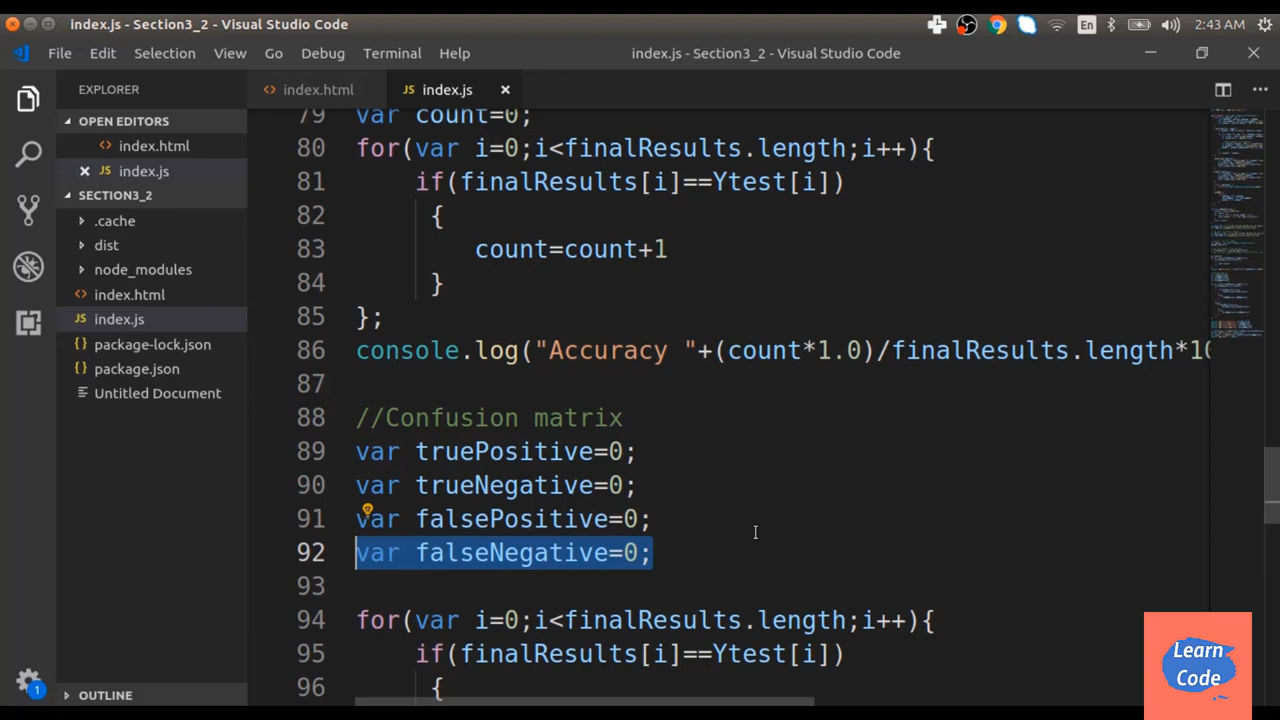 index.js - Section3_2 - Visual Studio Code
En
2:43 AM
File Edit Selection View Go Debug Terminal Help
index.js - Section3_2 - Visual Studio Code
EXPLORER
OPEN EDITORS
index.html
JS index.js
SECTION3_2
.cache
dist
node_modules
index.html
JS index.js
package-lock.json
package.json
Untitled Document
OUTLINE
1
index.html
JS index.js
79 var count=0;
80 for(var i=0;i<finalResults.length;i++){
81 if(finalResults[i]==Ytest[i])
82 {
83 count=count+1
84 }
85 };
86 console.log("Accuracy "+(count*1.0)/finalResults.length*10
87
88 //Confusion matrix
89 var truePositive=0;
90 var trueNegative=0;
91 var falsePositive=0;
92 var falseNegative=0;
93
94 for(var i=0;i<finalResults.length;i++){
95 if(finalResults[i]==Ytest[i])
96 {
Learn
Code